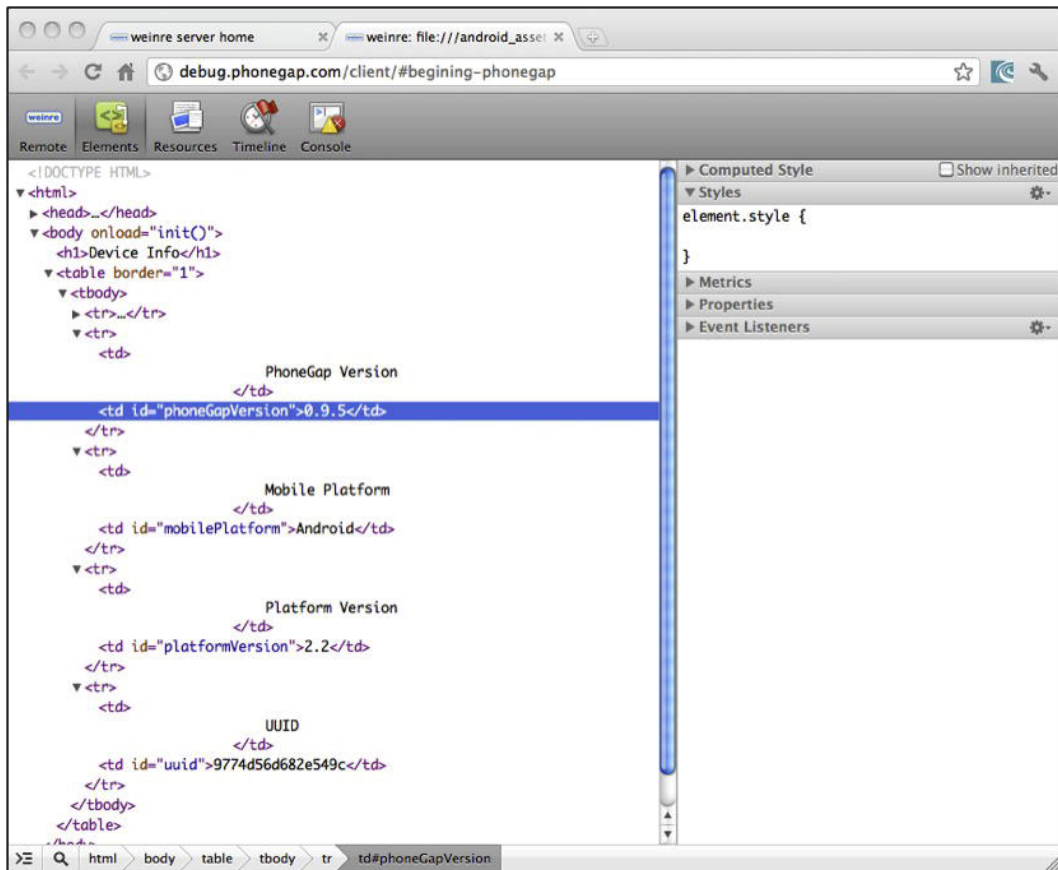 weinre server home
weinre: file:///android_asset
debug.phonegap.com/client/#begining-phonegap
weinre
Remote Elements Resources Timeline Console
<!DOCTYPE HTML>
<html>
<head>…</head>
<body onload="init()">
<h1>Device Info</h1>
<table border="1">
<tbody>
<tr>…</tr>
<tr>
<td>
PhoneGap Version
</td>
<td id="phoneGapVersion">0.9.5</td>
</tr>
<tr>
<td>
Mobile Platform
</td>
<td id="mobilePlatform">Android</td>
</tr>
<tr>
<td>
Platform Version
</td>
<td id="platformVersion">2.2</td>
</tr>
<tr>
<td>
UUID
</td>
<td id="uuid">9774d56d682e549c</td>
</tr>
</tbody>
</table>
</body>
Computed Style Show inherited
Styles
element.style {
}
Metrics
Properties
Event Listeners
html body table tbody tr td#phoneGapVersion